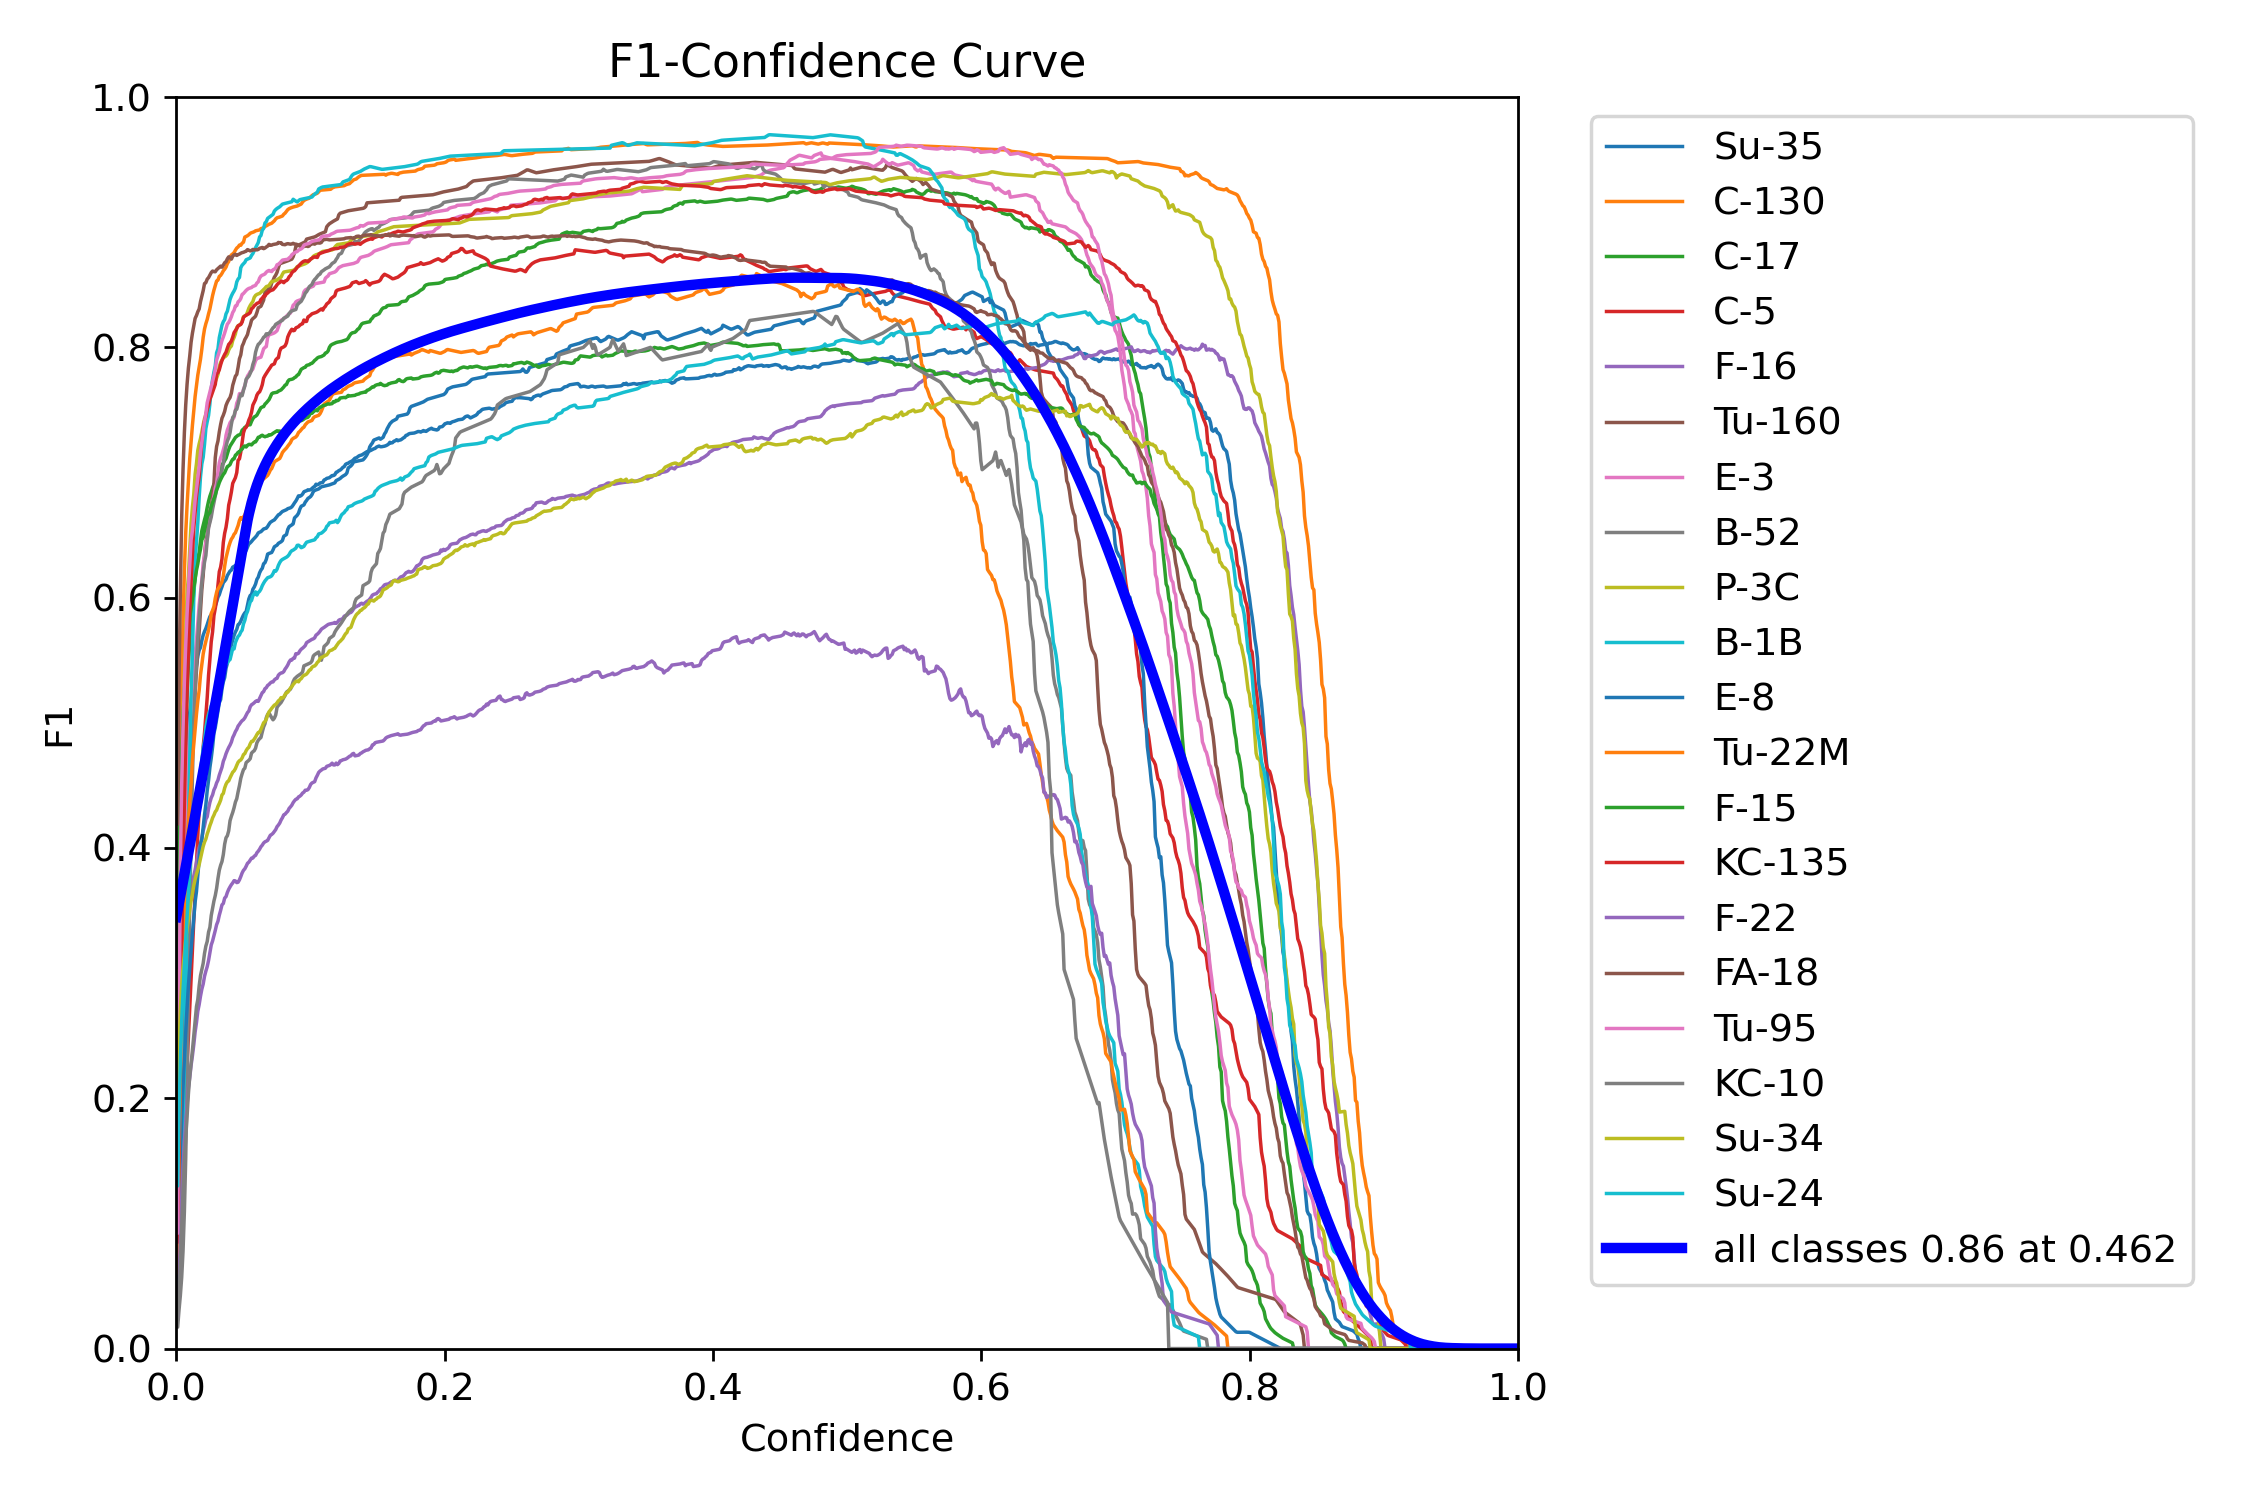 F1-Confidence Curve
1.0
0.8
0.6
0.4
0.2
0.0
F1
0.0 0.2 0.4 0.6 0.8 1.0
Confidence
Su-35
C-130
C-17
C-5
F-16
Tu-160
E-3
B-52
P-3C
B-1B
E-8
Tu-22M
F-15
KC-135
F-22
FA-18
Tu-95
KC-10
Su-34
Su-24
all classes 0.86 at 0.462